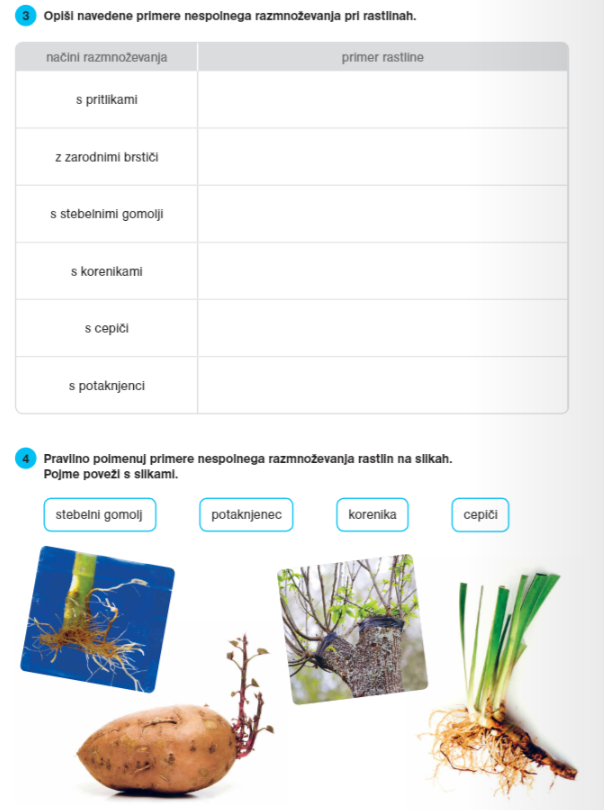 3 Opiši navedene primere nespolnega razmnoževanja pri rastlinah.
načini razmnoževanja primer rastline
s pritlikami
z zarodnimi brstiči
s stebelnimi gomolji
s korenikami
s cepiči
s potaknjenci
4 Pravilno poimenuj primere nespolnega razmnoževanja rastlin na slikah.
Pojme poveži s slikami.
stebelni gomolj potaknjenec korenika cepiči